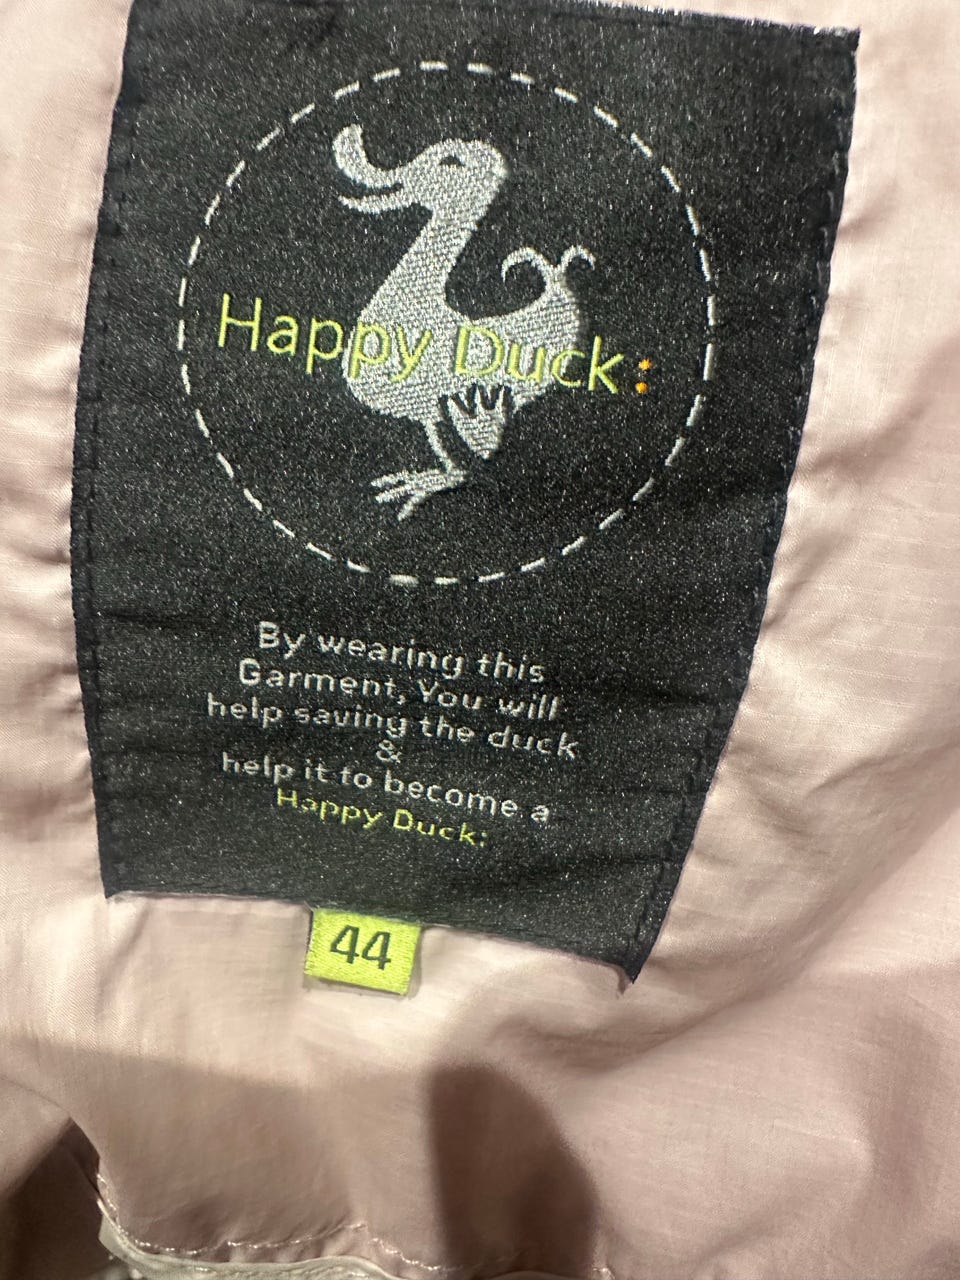 Happy Duck:
By wearing this
Garment, You will
help saving the duck
&
help it to become a
Happy Duck:
44